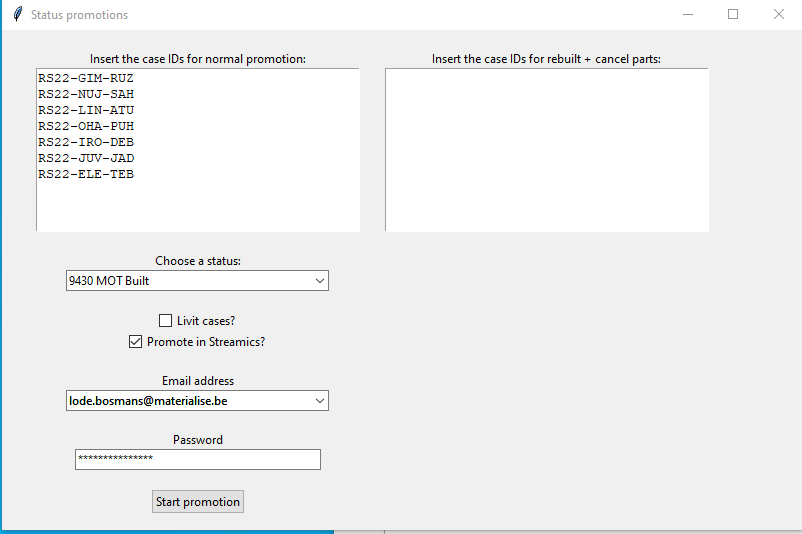 Status promotions
Insert the case IDs for normal promotion:
RS22-GIM-RUZ
RS22-NUJ-SAH
RS22-LIN-ATU
RS22-OHA-PUH
RS22-IRO-DEB
RS22-JUV-JAD
RS22-ELE-TEB
Insert the case IDs for rebuilt + cancel parts:
Choose a status:
9430 MOT Built
Livit cases?
Promote in Streamics?
Email address
lode.bosmans@materialise.be
Password
***************
Start promotion